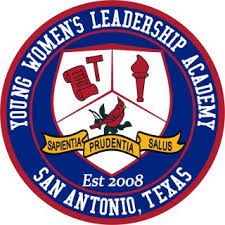 YOUNG WOMEN'S LEADERSHIP ACADEMY
T
SAPIENTIA PRUDENTIA SALUS
Est 2008
SAN ANTONIO, TEXAS